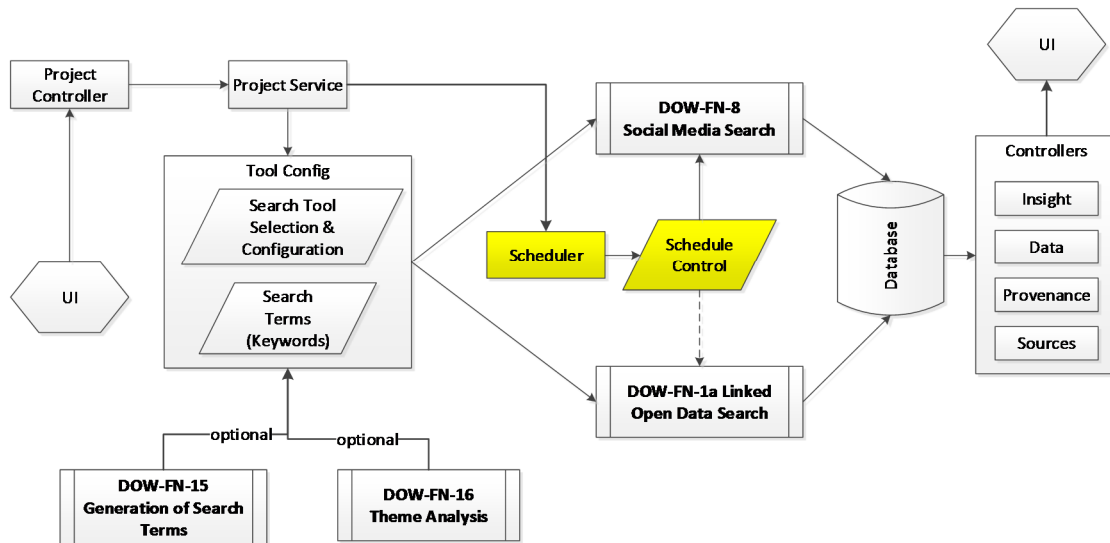 UI
Project
Controller
Project Service
DOW-FN-8
Social Media Search
Controllers
Tool Config
Search Tool
Selection &
Configuration
Insight
Scheduler
Schedule
Control
Database
Data
UI
Search
Terms
(Keywords)
Provenance
Sources
DOW-FN-1a Linked
Open Data Search
optional
optional
DOW-FN-15
Generation of Search
Terms
DOW-FN-16
Theme Analysis